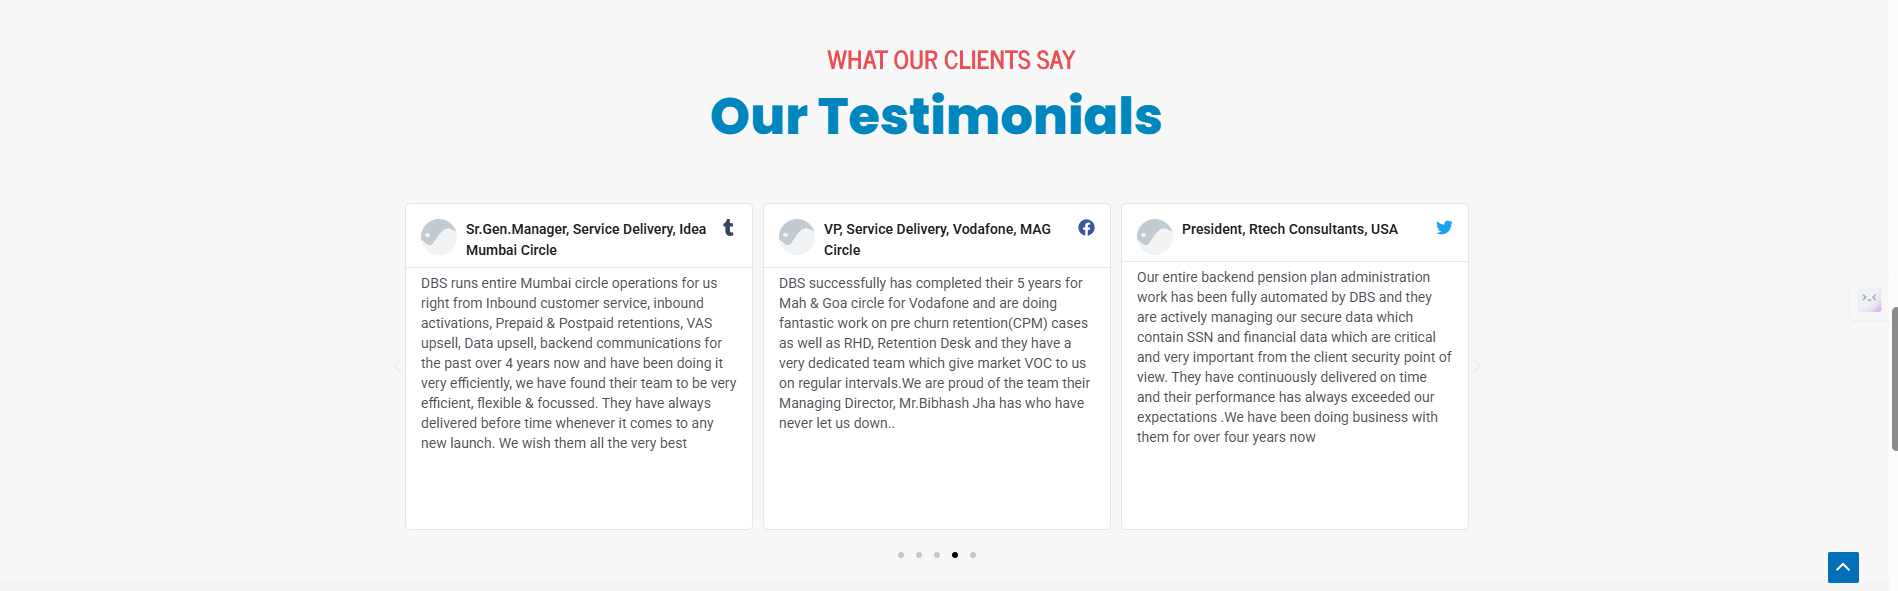 WHAT OUR CLIENTS SAY
Our Testimonials
Sr.Gen.Manager, Service Delivery, Idea
Mumbai Circle
DBS runs entire Mumbai circle operations for us
right from Inbound customer service, inbound
activations, Prepaid & Postpaid retentions, VAS
upsell, Data upsell, backend communications for
the past over 4 years now and have been doing it
very efficiently, we have found their team to be very
efficient, flexible & focussed. They have always
delivered before time whenever it comes to any
new launch. We wish them all the very best
VP, Service Delivery, Vodafone, MAG
Circle
DBS successfully has completed their 5 years for
Mah & Goa circle for Vodafone and are doing
fantastic work on pre churn retention(CPM) cases
as well as RHD, Retention Desk and they have a
very dedicated team which give market VOC to us
on regular intervals.We are proud of the team their
Managing Director, Mr.Bibhash Jha has who have
never let us down..
President, Rtech Consultants, USA
Our entire backend pension plan administration
work has been fully automated by DBS and they
are actively managing our secure data which
contain SSN and financial data which are critical
and very important from the client security point of
view. They have continuously delivered on time
and their performance has always exceeded our
expectations .We have been doing business with
them for over four years now